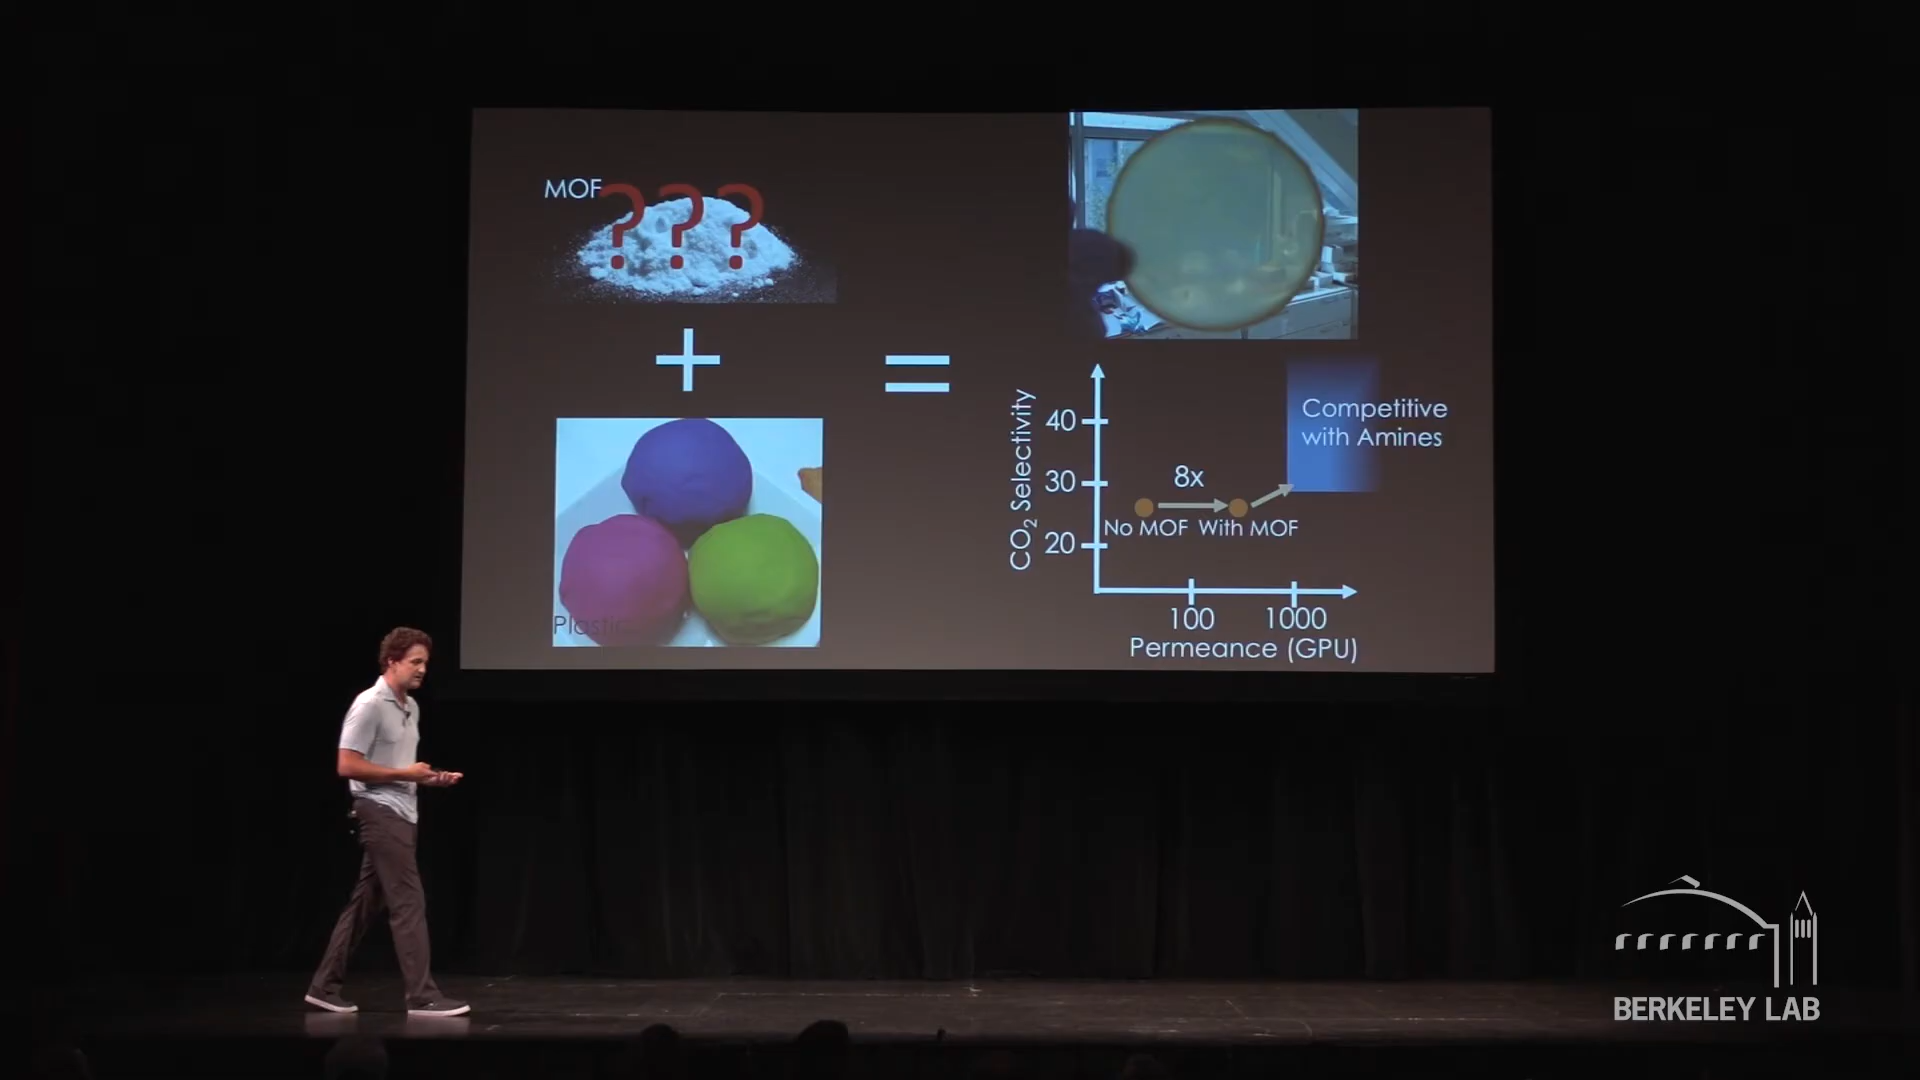 MOF
???
+
=
Plastic
CO₂ Selectivity
40
30
20
8x
No MOF
With MOF
Competitive
with Amines
100
1000
Permeance (GPU)
BERKELEY LAB